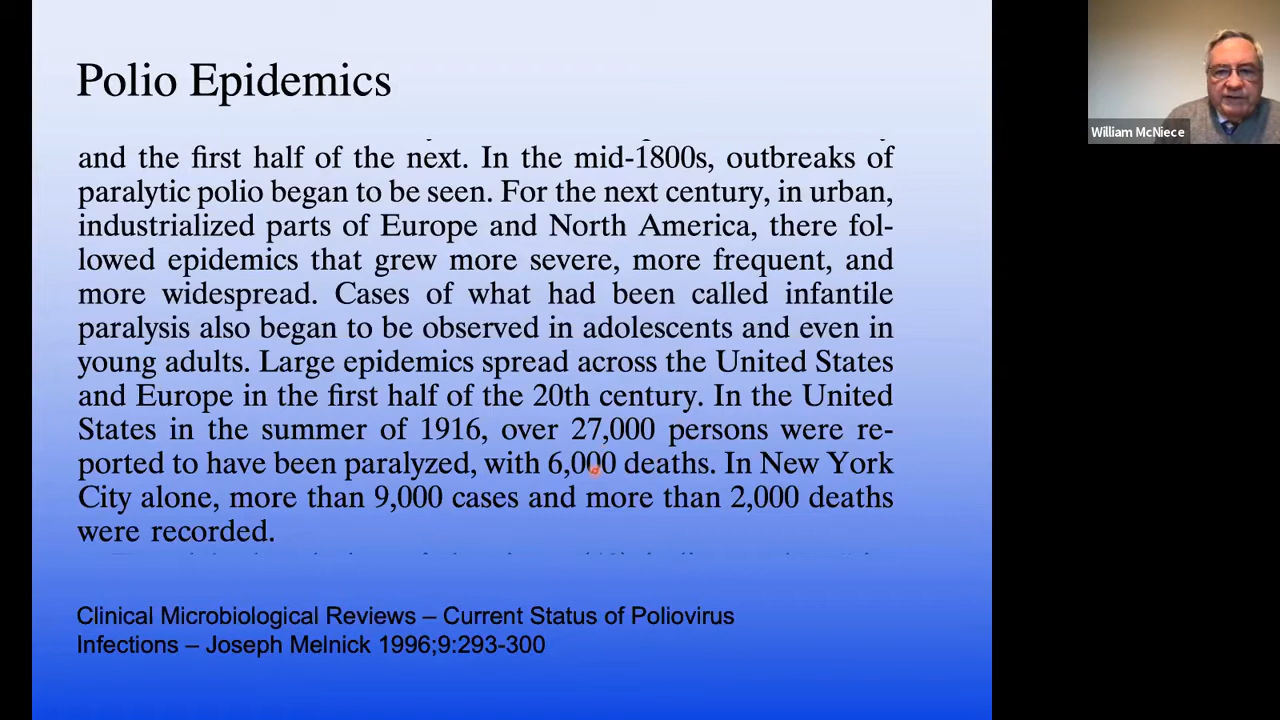 Polio Epidemics
and the first half of the next. In the mid-1800s, outbreaks of
paralytic polio began to be seen. For the next century, in urban,
industrialized parts of Europe and North America, there fol-
lowed epidemics that grew more severe, more frequent, and
more widespread. Cases of what had been called infantile
paralysis also began to be observed in adolescents and even in
young adults. Large epidemics spread across the United States
and Europe in the first half of the 20th century. In the United
States in the summer of 1916, over 27,000 persons were re-
ported to have been paralyzed, with 6,000 deaths. In New York
City alone, more than 9,000 cases and more than 2,000 deaths
were recorded.
Clinical Microbiological Reviews – Current Status of Poliovirus
Infections – Joseph Melnick 1996;9:293-300
William McNiece